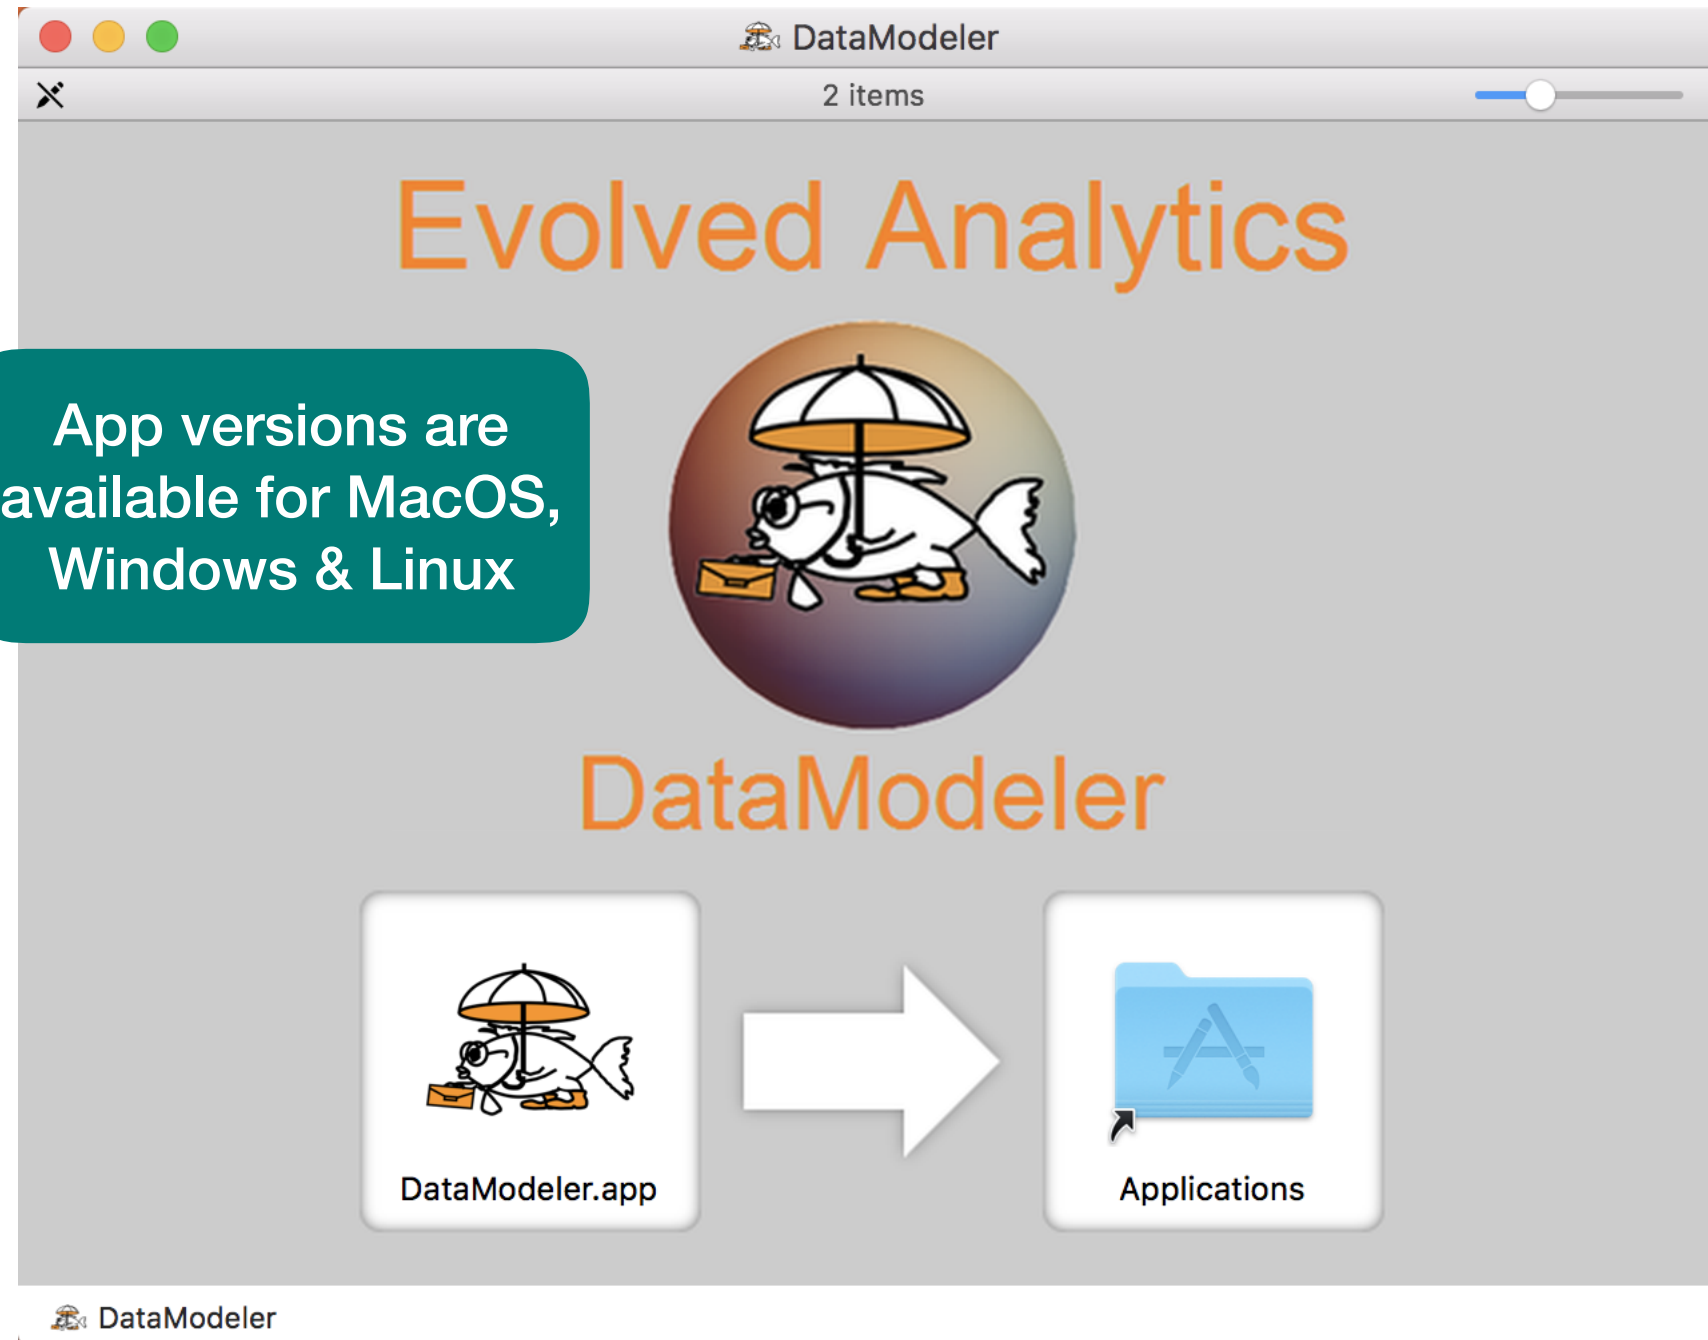 DataModeler
2 items
Evolved Analytics
App versions are
available for MacOS,
Windows & Linux
DataModeler
DataModeler.app
Applications
DataModeler